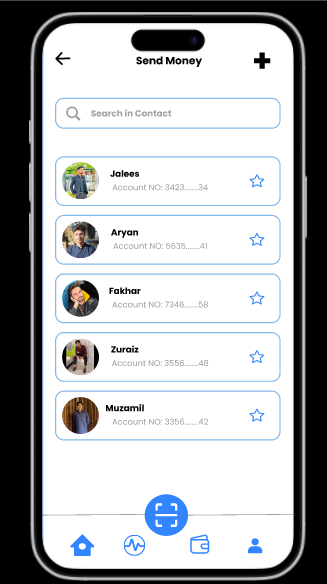 Send Money
Search in Contact
Jalees
Account NO: 3423.......34
Aryan
Account NO: 5635.......41
Fakhar
Account NO: 7346.......58
Zuraiz
Account NO: 3556.......48
Muzamil
Account NO: 3356.......42